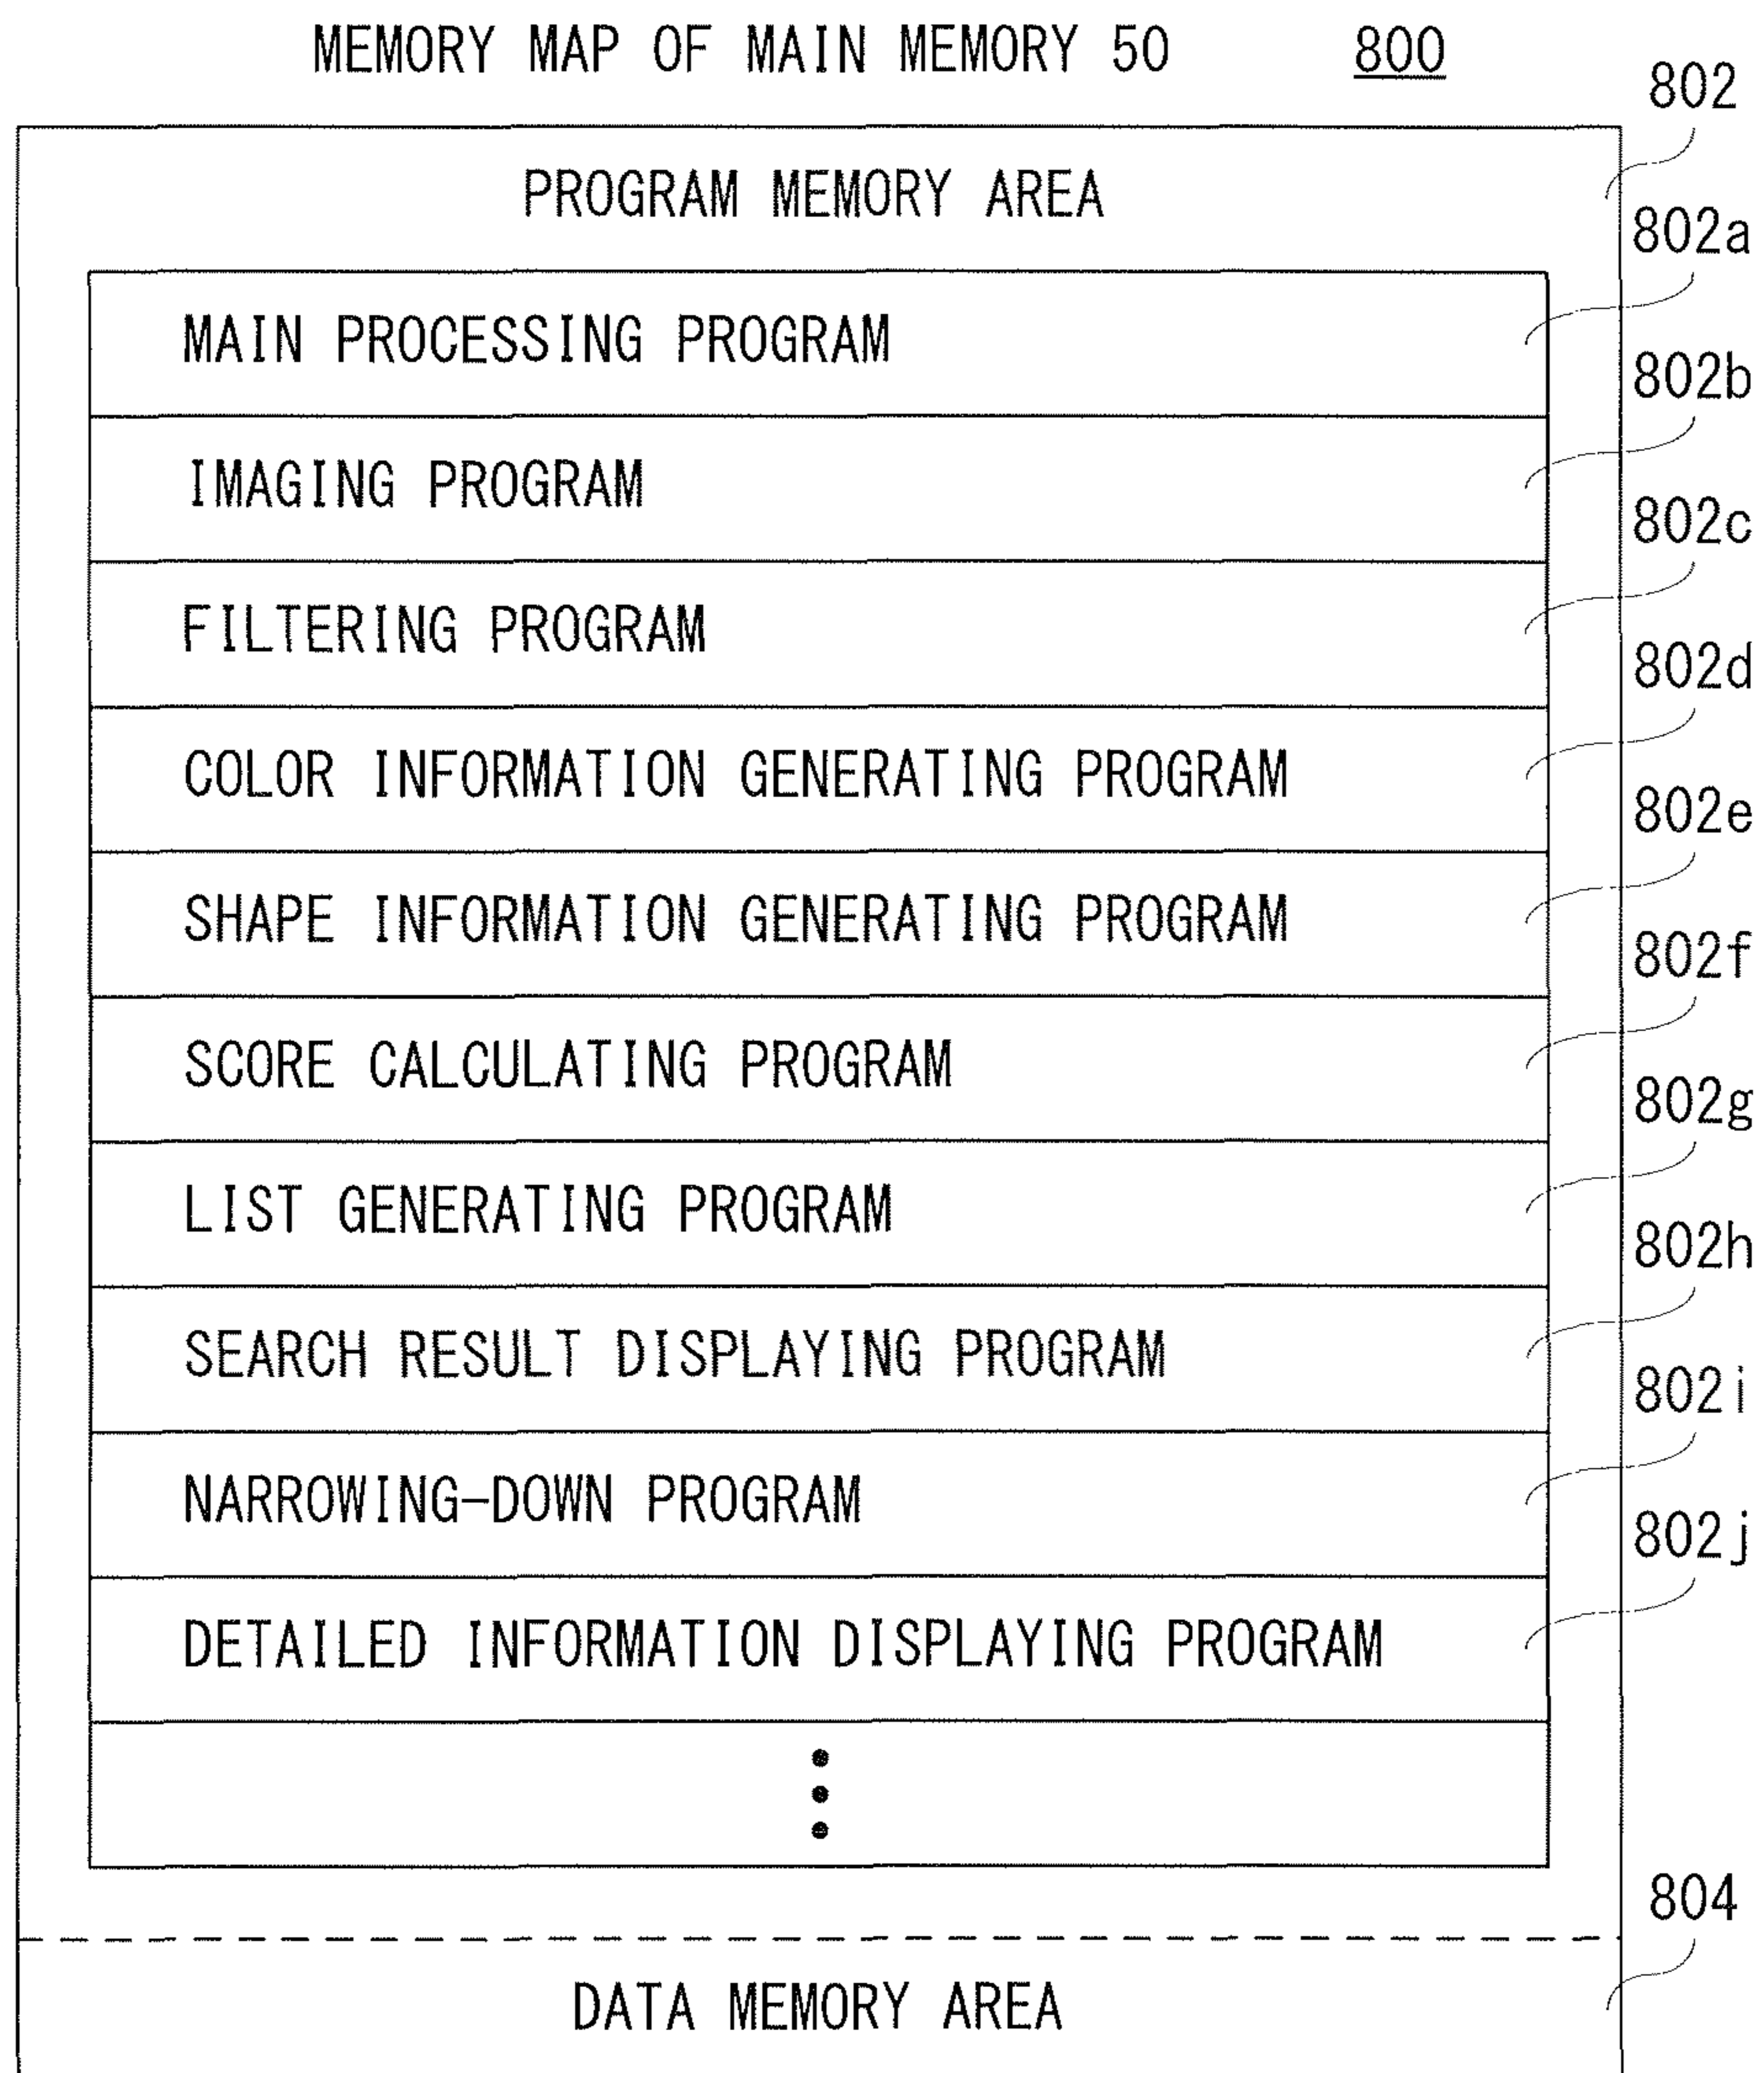 MEMORY MAP OF MAIN MEMORY 50 800
802
PROGRAM MEMORY AREA
802a
MAIN PROCESSING PROGRAM
802b
IMAGING PROGRAM
802c
FILTERING PROGRAM
802d
COLOR INFORMATION GENERATING PROGRAM
802e
SHAPE INFORMATION GENERATING PROGRAM
802f
SCORE CALCULATING PROGRAM
802g
LIST GENERATING PROGRAM
802h
SEARCH RESULT DISPLAYING PROGRAM
802i
NARROWING-DOWN PROGRAM
802j
DETAILED INFORMATION DISPLAYING PROGRAM
804
DATA MEMORY AREA